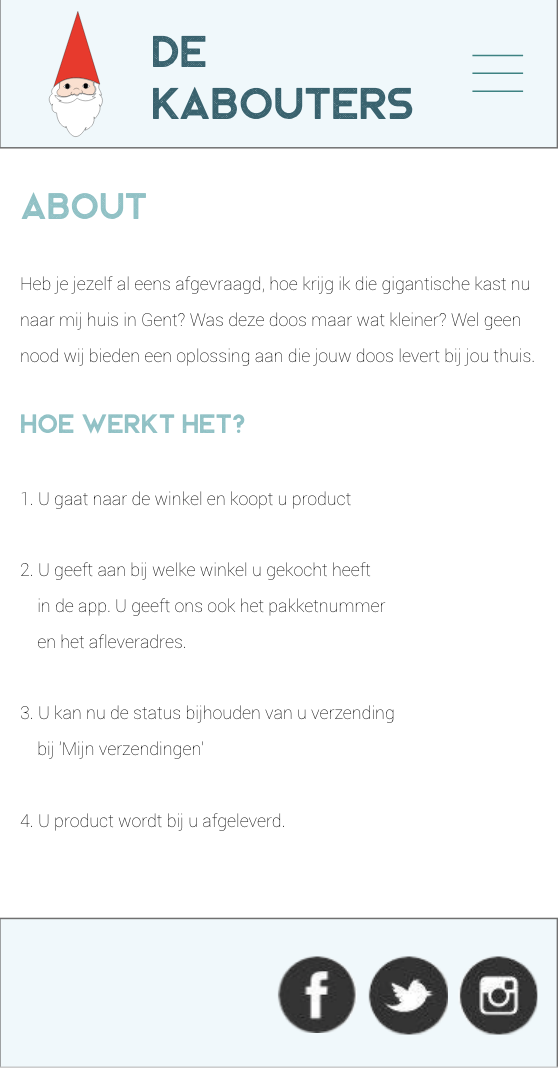 DE
KABOUTERS
ABOUT
Heb je jezelf al eens afgevraagd, hoe krijg ik die gigantische kast nu
naar mij huis in Gent? Was deze doos maar wat kleiner? Wel geen
nood wij bieden een oplossing aan die jouw doos levert bij jou thuis.
HOE WERKT HET?
1. U gaat naar de winkel en koopt u product
2. U geeft aan bij welke winkel u gekocht heeft
in de app. U geeft ons ook het pakketnummer
en het afleveradres.
3. U kan nu de status bijhouden van u verzending
bij 'Mijn verzendingen'
4. U product wordt bij u afgeleverd.